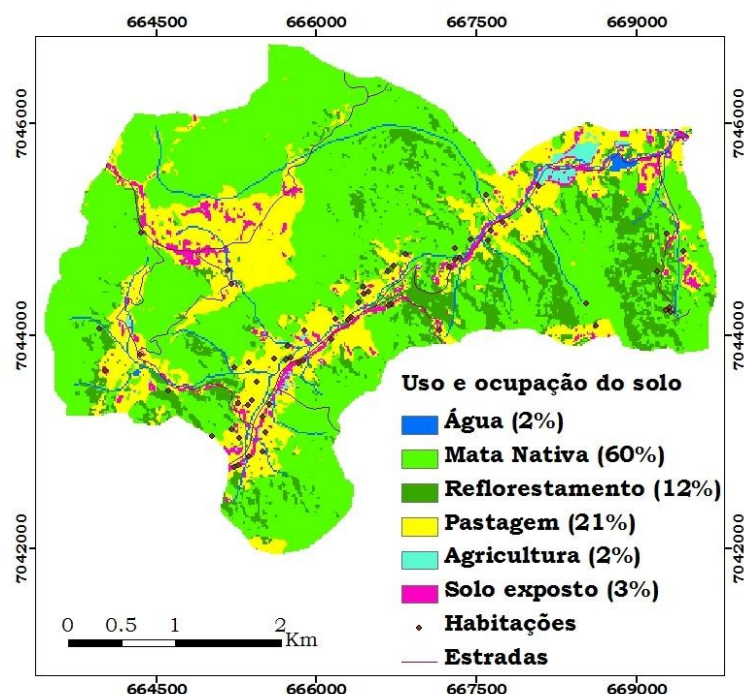 664500 666000 667500 669000
7046000 7046000
7044000 7044000
7042000 7042000
Uso e ocupação do solo
Água (2%)
Mata Nativa (60%)
Reflorestamento (12%)
Pastagem (21%)
Agricultura (2%)
Solo exposto (3%)
Habitações
Estradas
0 0.5 1 2
Km
664500 666000 667500 669000